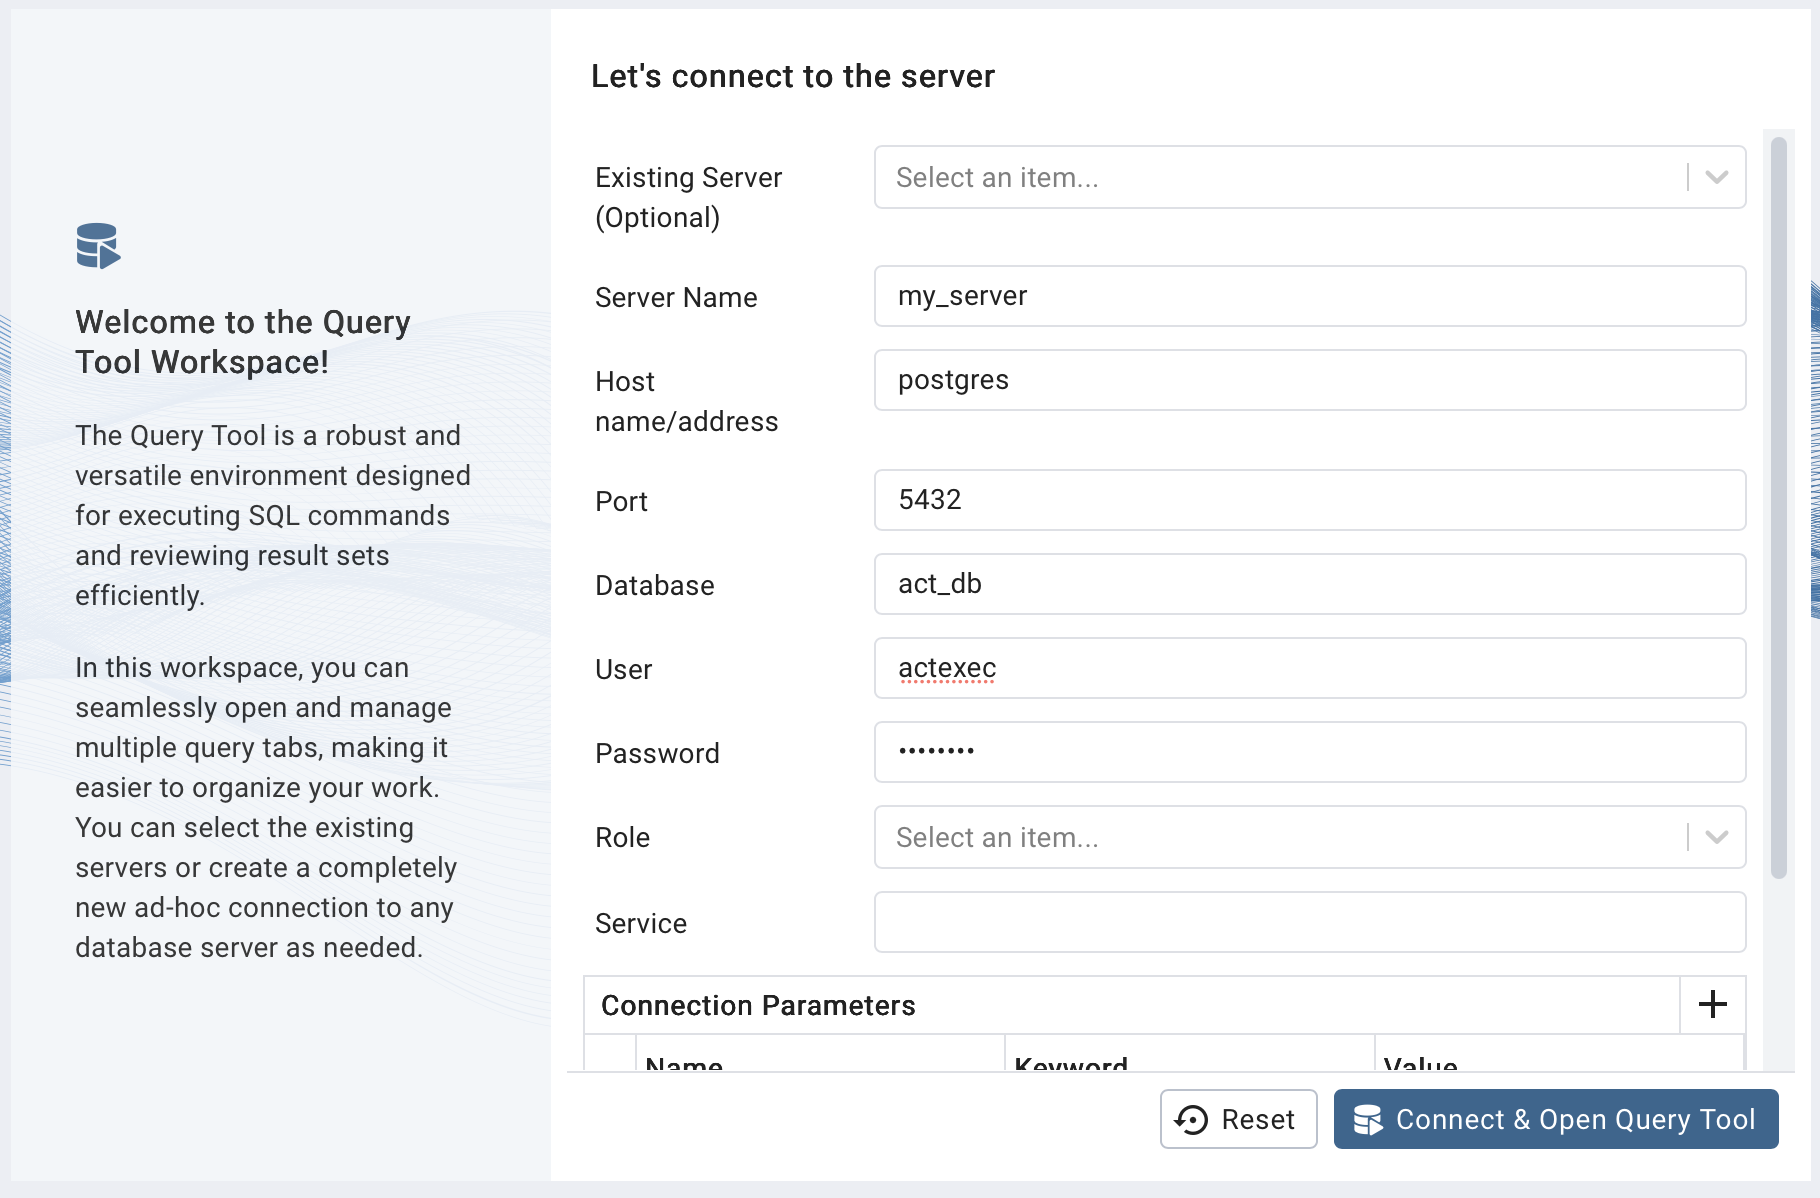 Welcome to the Query
Tool Workspace!
The Query Tool is a robust and
versatile environment designed
for executing SQL commands
and reviewing result sets
efficiently.
In this workspace, you can
seamlessly open and manage
multiple query tabs, making it
easier to organize your work.
You can select the existing
servers or create a completely
new ad-hoc connection to any
database server as needed.
Let's connect to the server
Existing Server
(Optional)
Select an item...
Server Name
my_server
Host
name/address
postgres
Port
5432
Database
act_db
User
actexec
Password
••••••••
Role
Select an item...
Service
Connection Parameters
Name Keyword Value
Reset
Connect & Open Query Tool